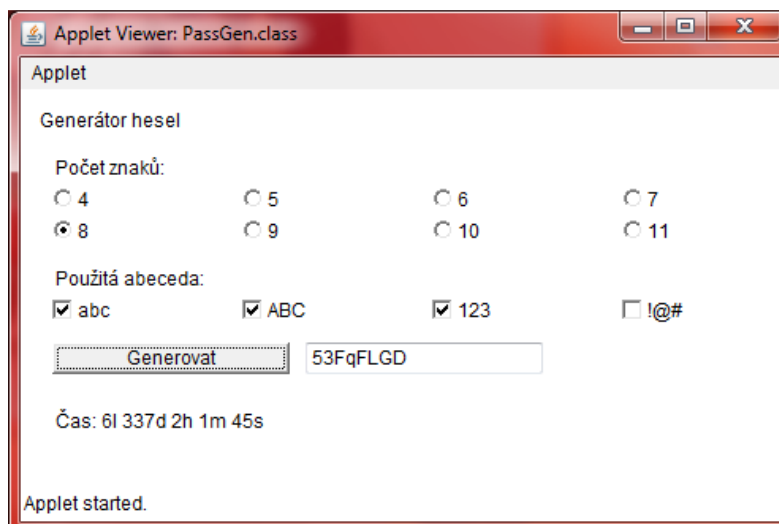 Applet Viewer: PassGen.class
Applet
Generátor hesel
Počet znaků:
4 5 6 7
8 9 10 11
Použitá abeceda:
abc ABC 123 !@#
Generovat 53FqFLGD
Čas: 6l 337d 2h 1m 45s
Applet started.